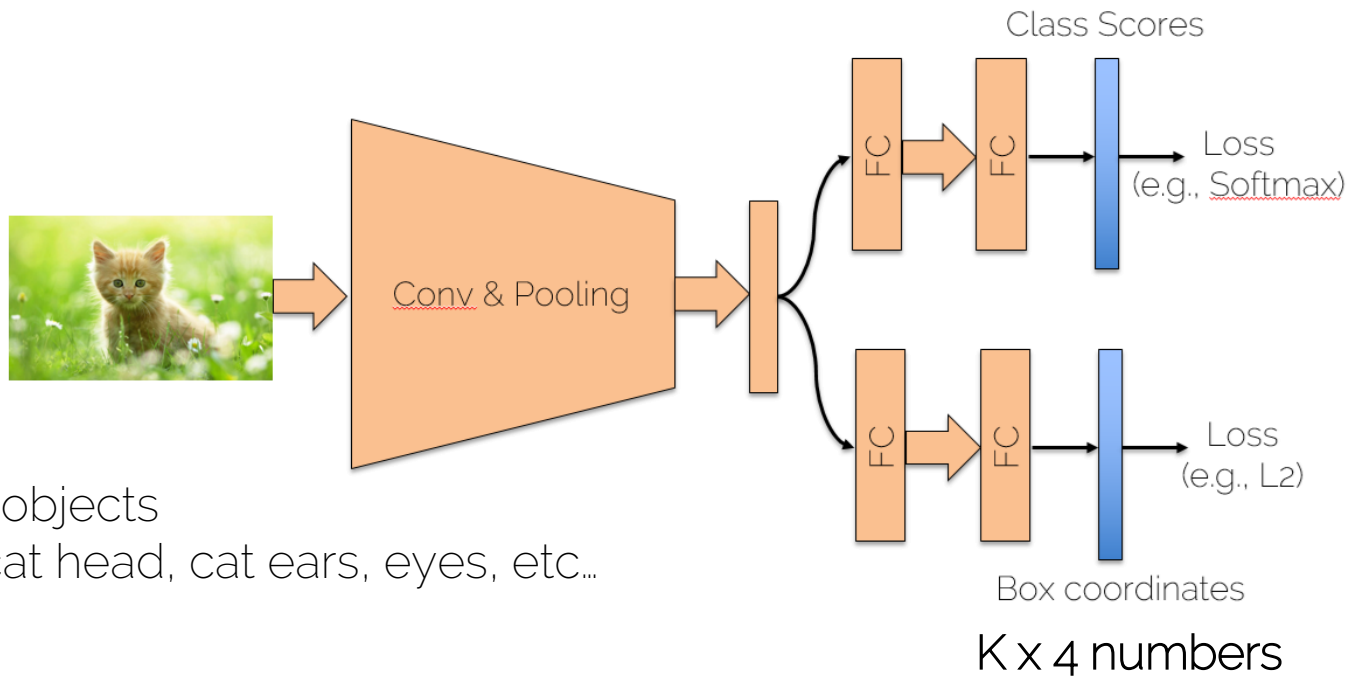 Class Scores
FC
FC
Loss
(e.g., Softmax)
Conv & Pooling
FC
FC
Loss
(e.g., L2)
objects
cat head, cat ears, eyes, etc…
Box coordinates
K x 4 numbers